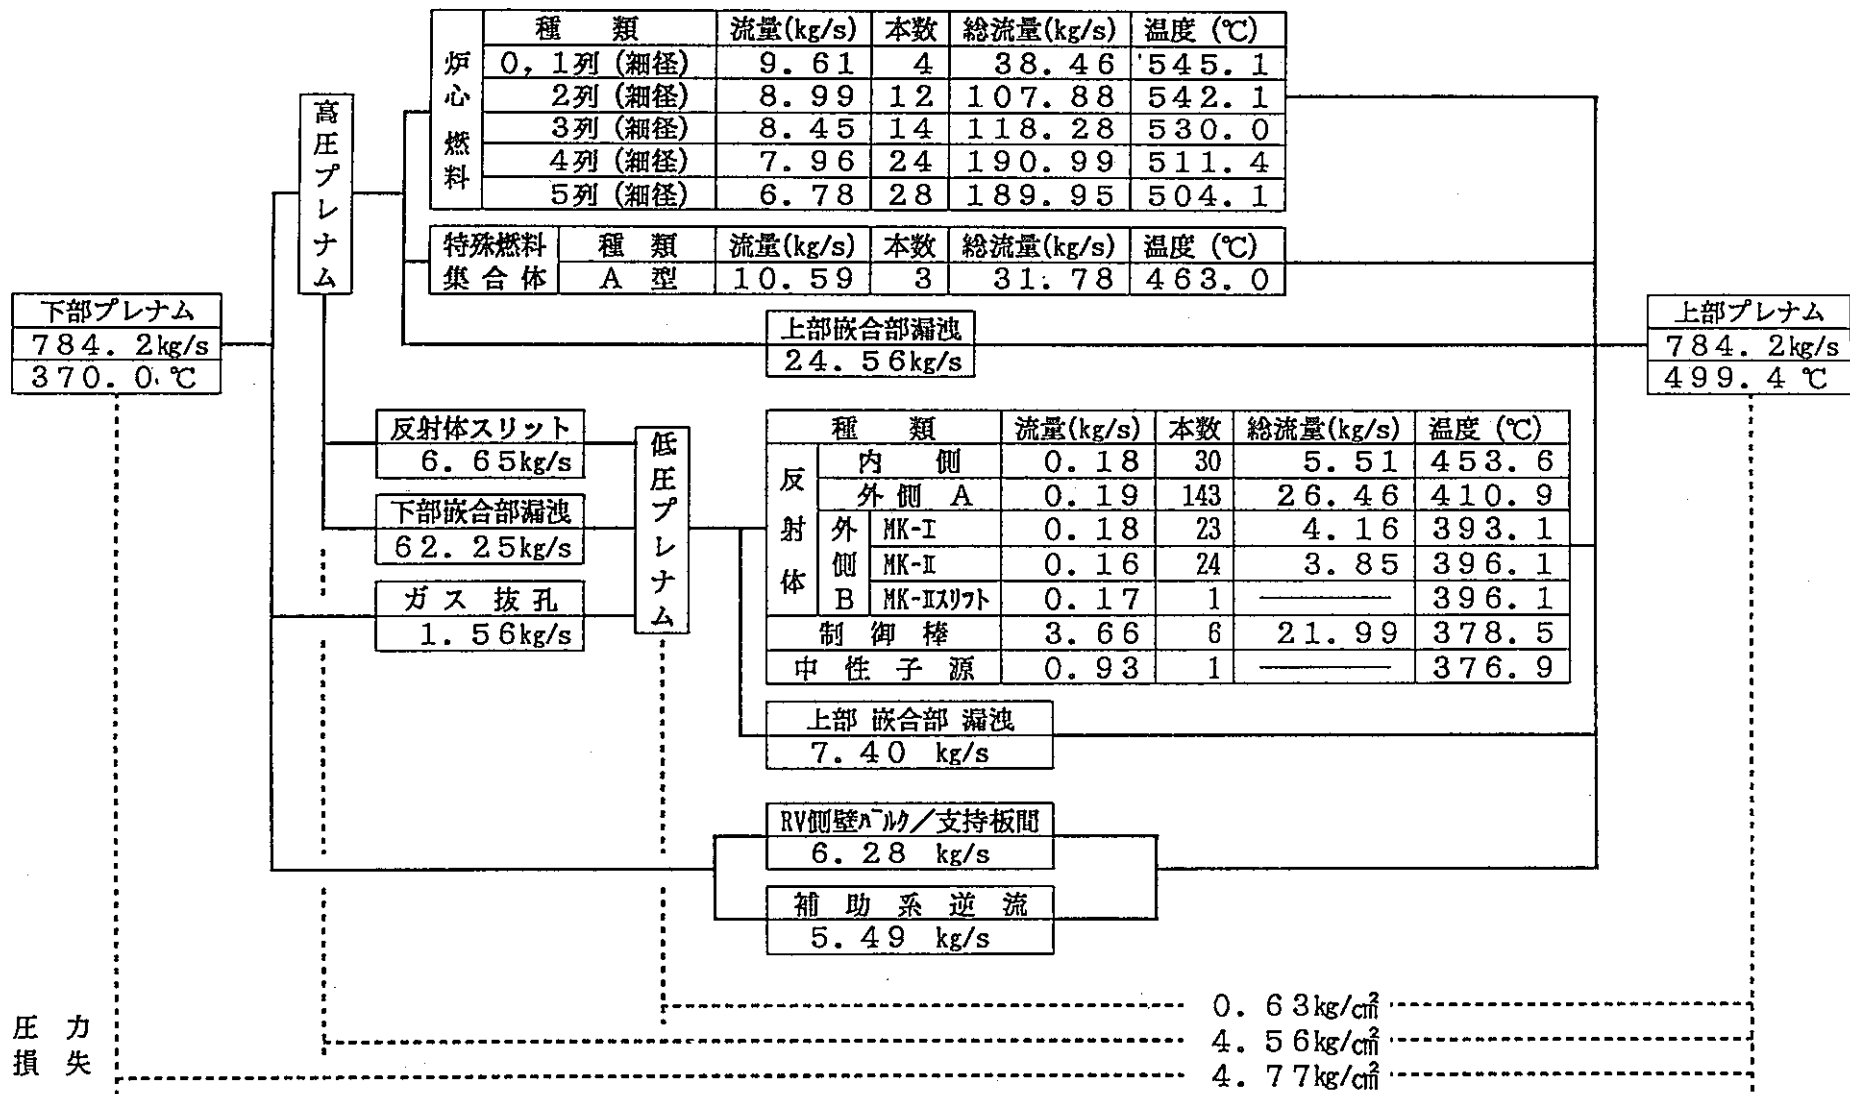 炉心燃料
種 類 流量(kg/s) 本数 総流量(kg/s) 温度 (℃)
0, 1列 (細径) 9.61 4 38.46 545.1
2列 (細径) 8.99 12 107.88 542.1
3列 (細径) 8.45 14 118.28 530.0
4列 (細径) 7.96 24 190.99 511.4
5列 (細径) 6.78 28 189.95 504.1
高圧プレナム
特殊燃料集合体
種 類 流量(kg/s) 本数 総流量(kg/s) 温度 (℃)
A 型 10.59 3 31.78 463.0
下部プレナム
784.2kg/s
370.0℃
上部嵌合部漏洩
24.56kg/s
上部プレナム
784.2kg/s
499.4℃
反射体スリット
6.65kg/s
下部嵌合部漏洩
62.25kg/s
ガス抜孔
1.56kg/s
低圧プレナム
種 類 流量(kg/s) 本数 総流量(kg/s) 温度 (℃)
反射体
内 側 0.18 30 5.51 453.6
外側 A 0.19 143 26.46 410.9
外側B
MK-Ⅰ 0.18 23 4.16 393.1
MK-Ⅱ 0.16 24 3.85 396.1
MK-Ⅱスリット 0.17 1 ——— 396.1
制御棒 3.66 6 21.99 378.5
中性子源 0.93 1 ——— 376.9
上部 嵌合部 漏洩
7.40 kg/s
RV側壁ベルク/支持板間
6.28 kg/s
補助系逆流
5.49 kg/s
圧力
損失
0.63kg/cm²
4.56kg/cm²
4.77kg/cm²